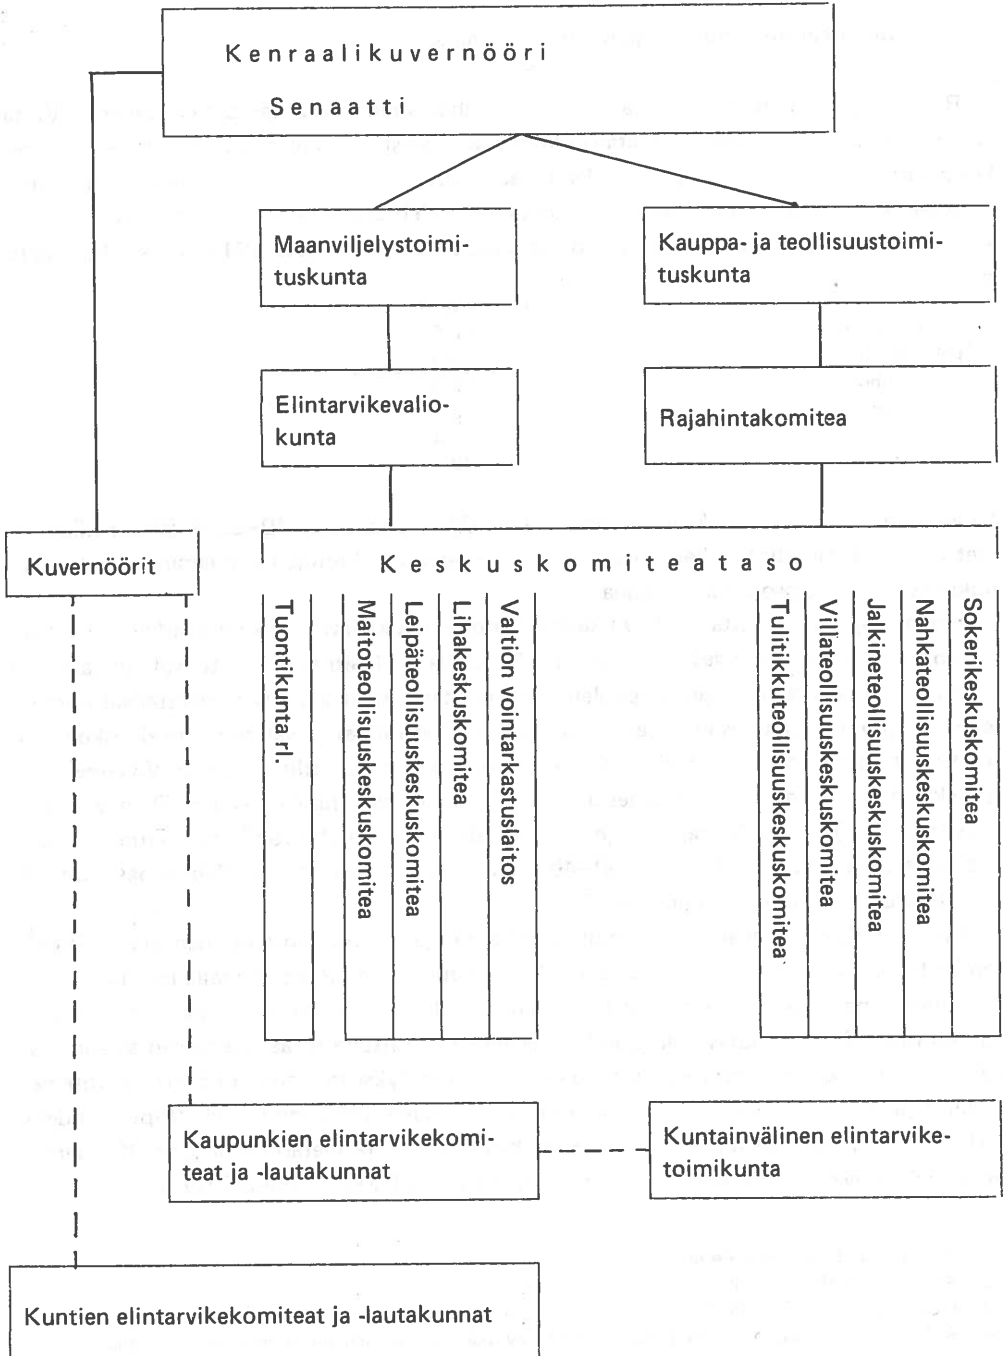 Kenraalikuvernööri
Senaatti
Maanviljelystoimi-
tuskunta
Kauppa- ja teollisuustoimi-
tuskunta
Elintarvikevalio-
kunta
Rajahintakomitea
Kuvernöörit
Keskuskomiteataso
Tuontikunta rl.
Maitoteollisuuskeskuskomitea
Leipäteollisuuskeskuskomitea
Lihakeskuskomitea
Valtion vointarkastuslaitos
Tulitikkuteollisuuskeskuskomitea
Villateollisuuskeskuskomitea
Jalkineteollisuuskeskuskomitea
Nahkateollisuuskeskuskomitea
Sokerikeskuskomitea
Kaupunkien elintarvikekomi-
teat ja -lautakunnat
Kuntainvälinen elintarvike-
toimikunta
Kuntien elintarvikekomiteat ja -lautakunnat